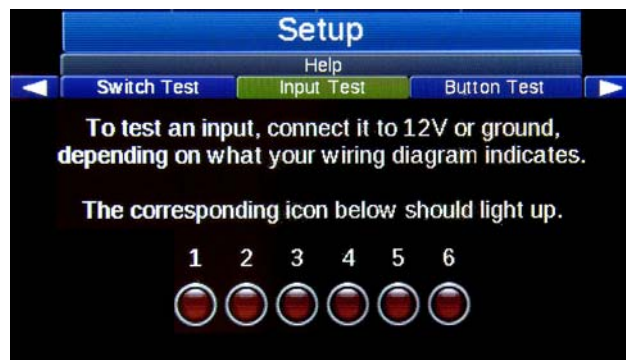 Setup
Help
Switch Test Input Test Button Test
To test an input, connect it to 12V or ground,
depending on what your wiring diagram indicates.
The corresponding icon below should light up.
1 2 3 4 5 6